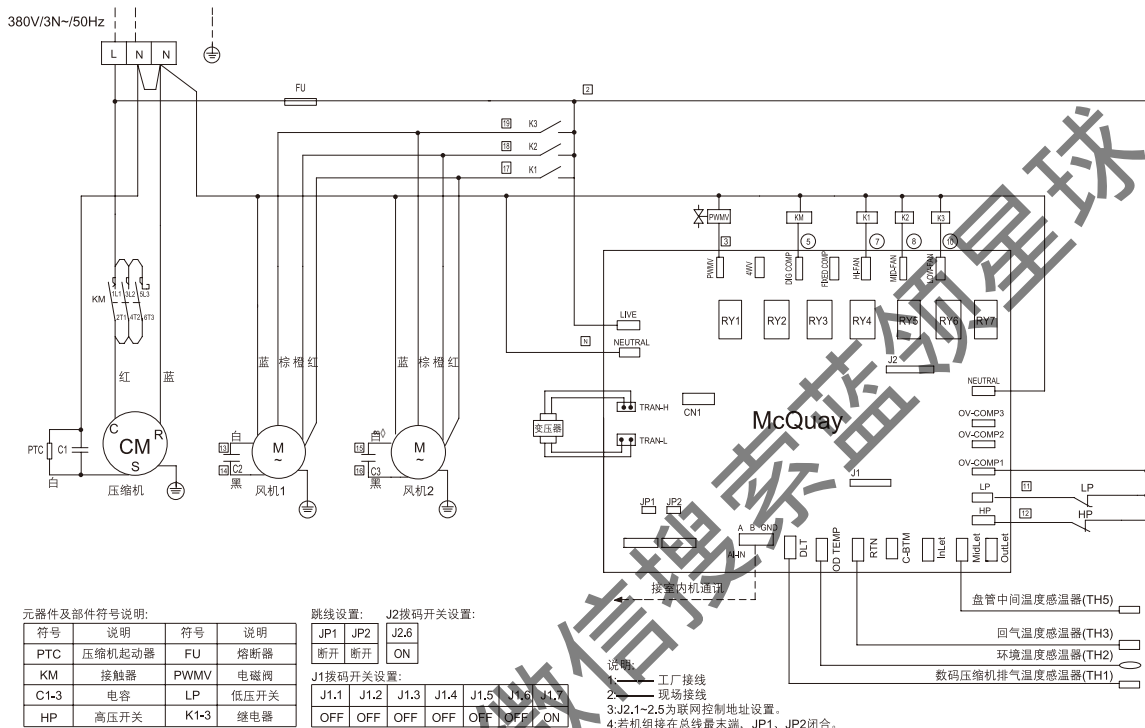 380V/3N~/50Hz
L N N
FU
2
19 K3
18 K2
17 K1
PWMV KM K1 K2 K3
3 5 7 8 10
PWMV 4WV DIG COMP FIXED COMP HI-FAN MID-FAN LOW-FAN
KM
1L1 3L2 5L3
2T1 4T2 6T3
RY1 RY2 RY3 RY4 RY5 RY6 RY7
LIVE
N NEUTRAL
J2
红 蓝
蓝 棕 橙 红
蓝 棕 橙 红
NEUTRAL
变压器
TRAN-H
TRAN-L
CN1
McQuay
OV-COMP3
OV-COMP2
OV-COMP1
J1
PTC C1
C R
CM
S
白
压缩机
白
13
14 C2
黑
M
~
风机1
白
15
16 C3
黑
M
~
风机2
LP 11 LP
HP 12 HP
JP1 JP2
A B GND
AI-IN
DLT OD TEMP RTN C-BTM InLet MidLet OutLet
接室内机通讯
盘管中间温度感温器(TH5)
回气温度感温器(TH3)
环境温度感温器(TH2)
数码压缩机排气温度感温器(TH1)
元器件及部件符号说明:
符号 说明 符号 说明
PTC 压缩机起动器 FU 熔断器
KM 接触器 PWMV 电磁阀
C1-3 电容 LP 低压开关
HP 高压开关 K1-3 继电器
跳线设置:
JP1 JP2
断开 断开
J2拨码开关设置:
J2.6
ON
J1拨码开关设置:
J1.1 J1.2 J1.3 J1.4 J1.5 J1.6 J1.7
OFF OFF OFF OFF OFF OFF ON
说明:
1: 工厂接线
2: 现场接线
3:J2.1~2.5为联网控制地址设置。
4:若机组接在总线最末端, JP1、JP2闭合。
微信搜索蓝领星球